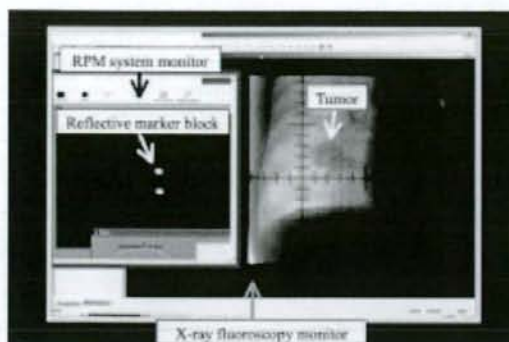 RPM system monitor
Tumor
Reflective marker block
X-ray fluoroscopy monitor